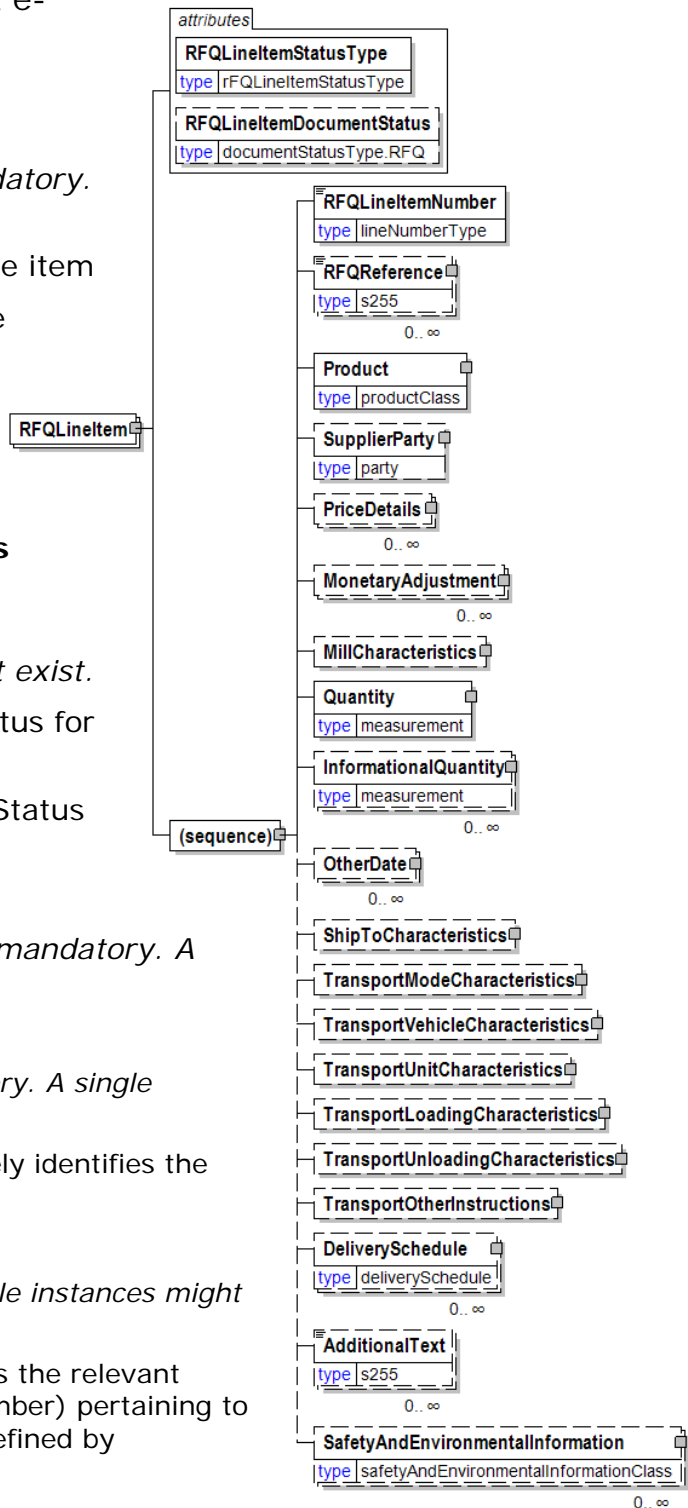 e-
attributes
RFQLineItemStatusType
type rFQLineItemStatusType
RFQLineItemDocumentStatus
type documentStatusType.RFQ
datory.
RFQLineItemNumber
type lineNumberType
e item
RFQReference
type s255
e
0.. ∞
Product
type productClass
RFQLineItem
SupplierParty
type party
PriceDetails
0.. ∞
s
MonetaryAdjustment
0.. ∞
MillCharacteristics
t exist.
Quantity
type measurement
tus for
InformationalQuantity
type measurement
0.. ∞
Status
(sequence)
OtherDate
0.. ∞
ShipToCharacteristics
mandatory. A
TransportModeCharacteristics
TransportVehicleCharacteristics
TransportUnitCharacteristics
ry. A single
TransportLoadingCharacteristics
TransportUnloadingCharacteristics
ely identifies the
TransportOtherInstructions
DeliverySchedule
type deliverySchedule
0.. ∞
le instances might
AdditionalText
type s255
0.. ∞
s the relevant
mber) pertaining to
efined by
SafetyAndEnvironmentalInformation
type safetyAndEnvironmentalInformationClass
0.. ∞